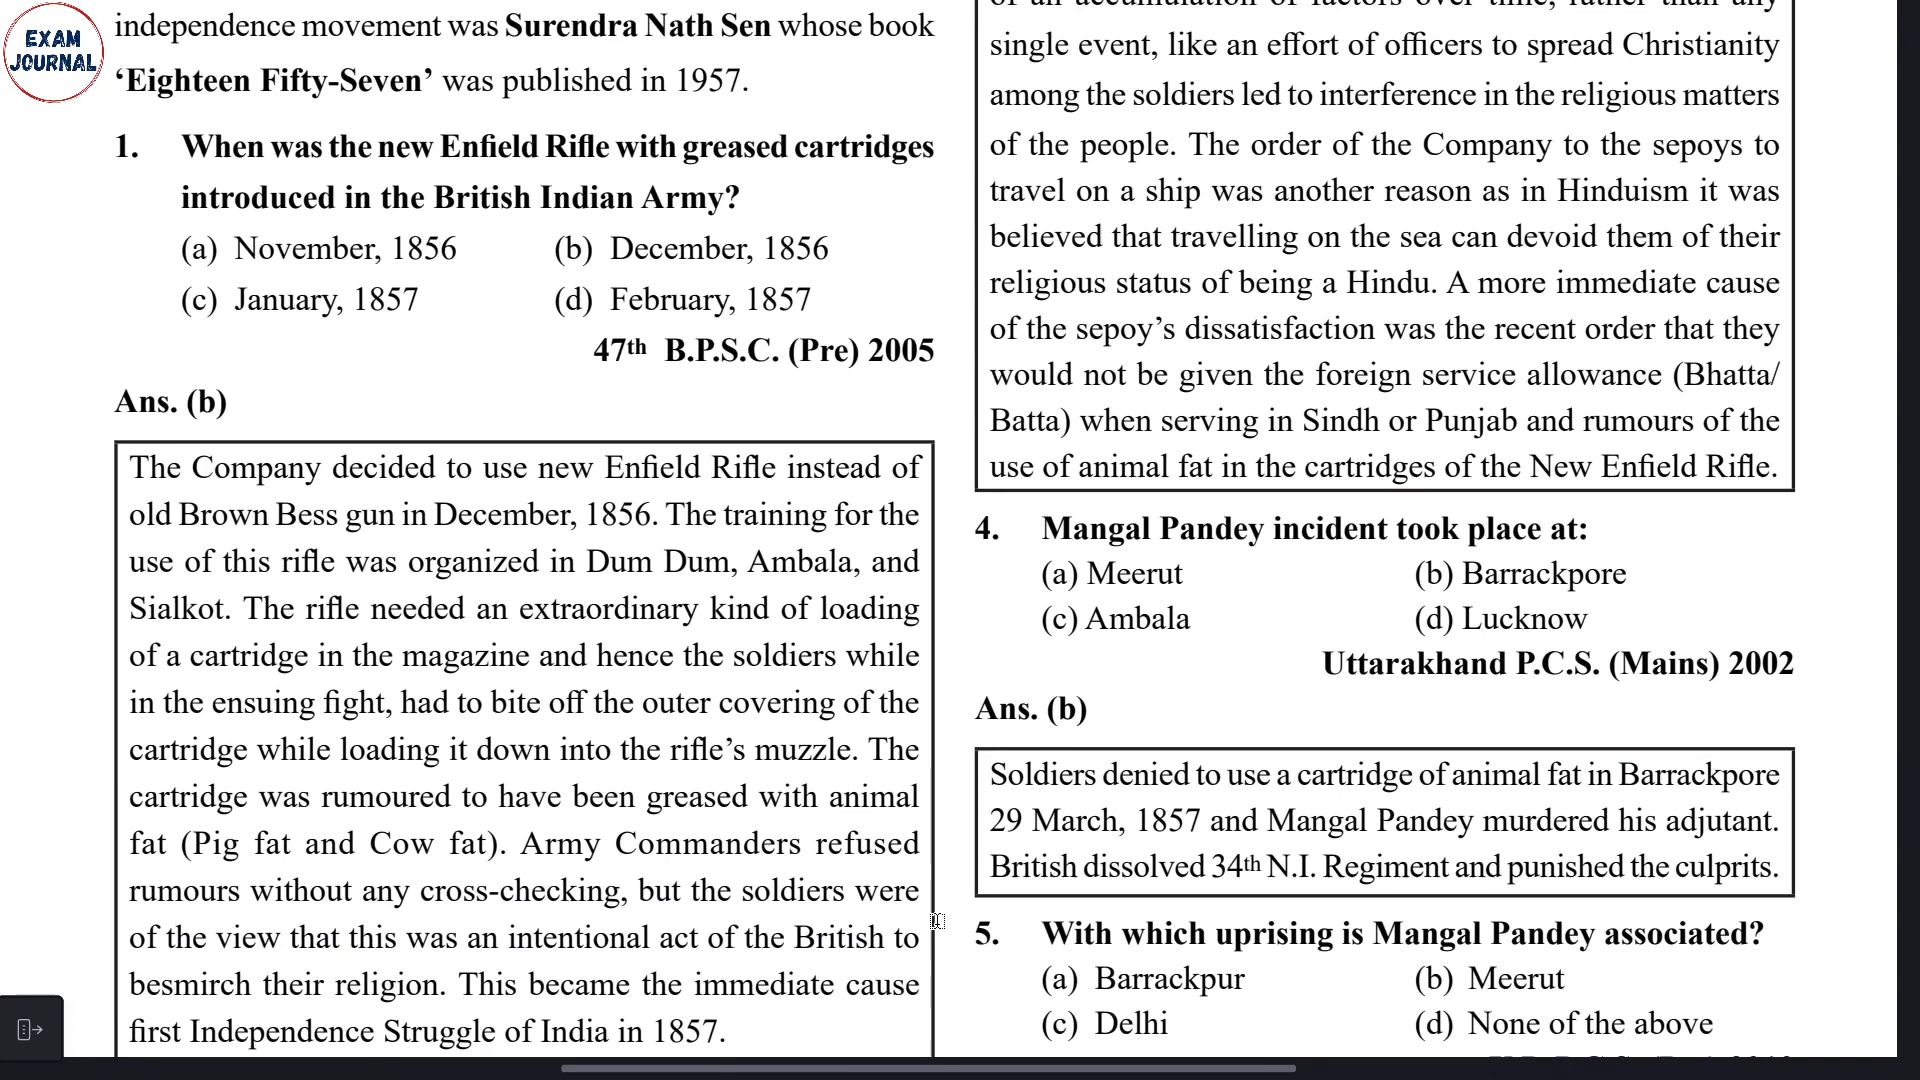 EXAM
JOURNAL
independence movement was Surendra Nath Sen whose book
‘Eighteen Fifty-Seven’ was published in 1957.
1. When was the new Enfield Rifle with greased cartridges
introduced in the British Indian Army?
(a) November, 1856 (b) December, 1856
(c) January, 1857 (d) February, 1857
47th B.P.S.C. (Pre) 2005
Ans. (b)
The Company decided to use new Enfield Rifle instead of
old Brown Bess gun in December, 1856. The training for the
use of this rifle was organized in Dum Dum, Ambala, and
Sialkot. The rifle needed an extraordinary kind of loading
of a cartridge in the magazine and hence the soldiers while
in the ensuing fight, had to bite off the outer covering of the
cartridge while loading it down into the rifle’s muzzle. The
cartridge was rumoured to have been greased with animal
fat (Pig fat and Cow fat). Army Commanders refused
rumours without any cross-checking, but the soldiers were
of the view that this was an intentional act of the British to
besmirch their religion. This became the immediate cause
first Independence Struggle of India in 1857.
of an accumulation of factors over time, rather than any
single event, like an effort of officers to spread Christianity
among the soldiers led to interference in the religious matters
of the people. The order of the Company to the sepoys to
travel on a ship was another reason as in Hinduism it was
believed that travelling on the sea can devoid them of their
religious status of being a Hindu. A more immediate cause
of the sepoy’s dissatisfaction was the recent order that they
would not be given the foreign service allowance (Bhatta/
Batta) when serving in Sindh or Punjab and rumours of the
use of animal fat in the cartridges of the New Enfield Rifle.
4. Mangal Pandey incident took place at:
(a) Meerut (b) Barrackpore
(c) Ambala (d) Lucknow
Uttarakhand P.C.S. (Mains) 2002
Ans. (b)
Soldiers denied to use a cartridge of animal fat in Barrackpore
29 March, 1857 and Mangal Pandey murdered his adjutant.
British dissolved 34th N.I. Regiment and punished the culprits.
5. With which uprising is Mangal Pandey associated?
(a) Barrackpur (b) Meerut
(c) Delhi (d) None of the above